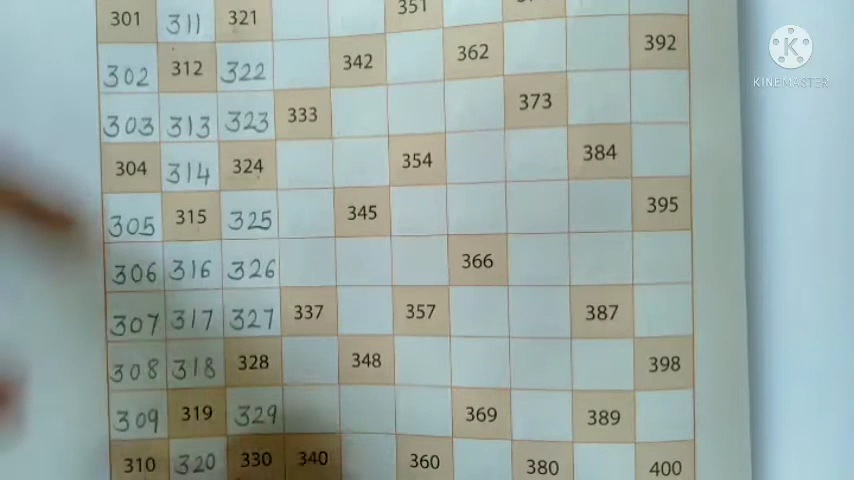 301 311 321 351
302 312 322 342 362 392
303 313 323 333 373
304 314 324 354 384
305 315 325 345 395
306 316 326 366
307 317 327 337 357 387
308 318 328 348 398
309 319 329 369 389
310 320 330 340 360 380 400
K
KINEMASTER